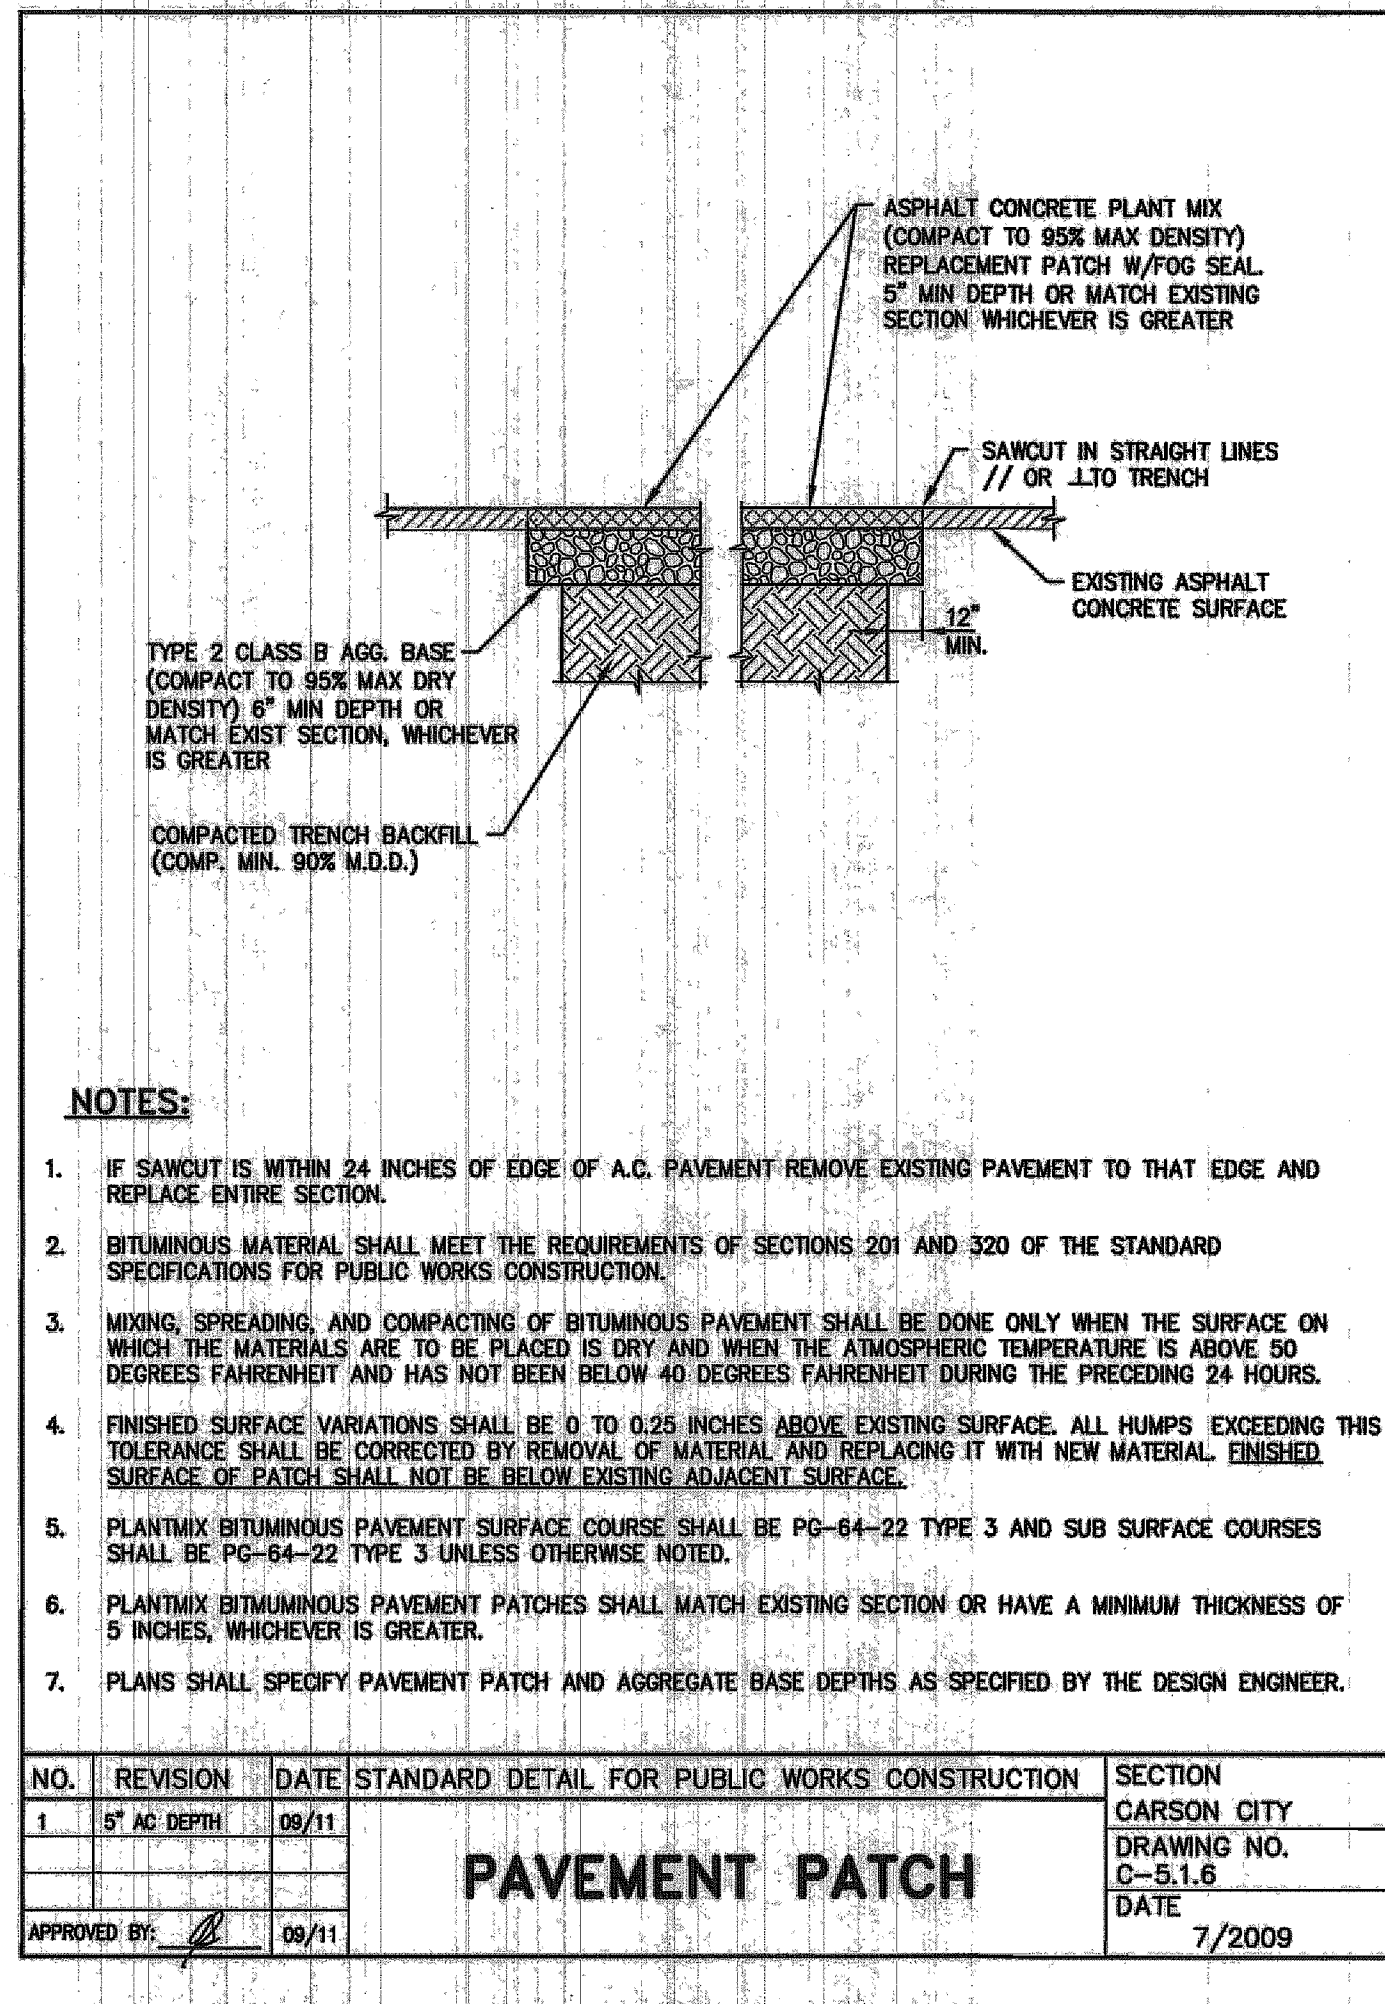 ASPHALT CONCRETE PLANT MIX
(COMPACT TO 95% MAX DENSITY)
REPLACEMENT PATCH W/FOG SEAL.
5" MIN DEPTH OR MATCH EXISTING
SECTION WHICHEVER IS GREATER
SAWCUT IN STRAIGHT LINES
// OR ⊥TO TRENCH
EXISTING ASPHALT
CONCRETE SURFACE
12"
MIN.
TYPE 2 CLASS B AGG. BASE
(COMPACT TO 95% MAX DRY
DENSITY) 6" MIN DEPTH OR
MATCH EXIST SECTION, WHICHEVER
IS GREATER
COMPACTED TRENCH BACKFILL
(COMP. MIN. 90% M.D.D.)
NOTES:
1. IF SAWCUT IS WITHIN 24 INCHES OF EDGE OF A.C. PAVEMENT REMOVE EXISTING PAVEMENT TO THAT EDGE AND
REPLACE ENTIRE SECTION.
2. BITUMINOUS MATERIAL SHALL MEET THE REQUIREMENTS OF SECTIONS 201 AND 320 OF THE STANDARD
SPECIFICATIONS FOR PUBLIC WORKS CONSTRUCTION.
3. MIXING, SPREADING, AND COMPACTING OF BITUMINOUS PAVEMENT SHALL BE DONE ONLY WHEN THE SURFACE ON
WHICH THE MATERIALS ARE TO BE PLACED IS DRY AND WHEN THE ATMOSPHERIC TEMPERATURE IS ABOVE 50
DEGREES FAHRENHEIT AND HAS NOT BEEN BELOW 40 DEGREES FAHRENHEIT DURING THE PRECEDING 24 HOURS.
4. FINISHED SURFACE VARIATIONS SHALL BE 0 TO 0.25 INCHES ABOVE EXISTING SURFACE. ALL HUMPS EXCEEDING THIS
TOLERANCE SHALL BE CORRECTED BY REMOVAL OF MATERIAL AND REPLACING IT WITH NEW MATERIAL. FINISHED
SURFACE OF PATCH SHALL NOT BE BELOW EXISTING ADJACENT SURFACE.
5. PLANTMIX BITUMINOUS PAVEMENT SURFACE COURSE SHALL BE PG-64-22 TYPE 3 AND SUB SURFACE COURSES
SHALL BE PG-64-22 TYPE 3 UNLESS OTHERWISE NOTED.
6. PLANTMIX BITMUMINOUS PAVEMENT PATCHES SHALL MATCH EXISTING SECTION OR HAVE A MINIMUM THICKNESS OF
5 INCHES, WHICHEVER IS GREATER.
7. PLANS SHALL SPECIFY PAVEMENT PATCH AND AGGREGATE BASE DEPTHS AS SPECIFIED BY THE DESIGN ENGINEER.
NO. REVISION DATE STANDARD DETAIL FOR PUBLIC WORKS CONSTRUCTION
1 5" AC DEPTH 09/11
APPROVED BY: 09/11
PAVEMENT PATCH
SECTION
CARSON CITY
DRAWING NO.
C-5.1.6
DATE
7/2009